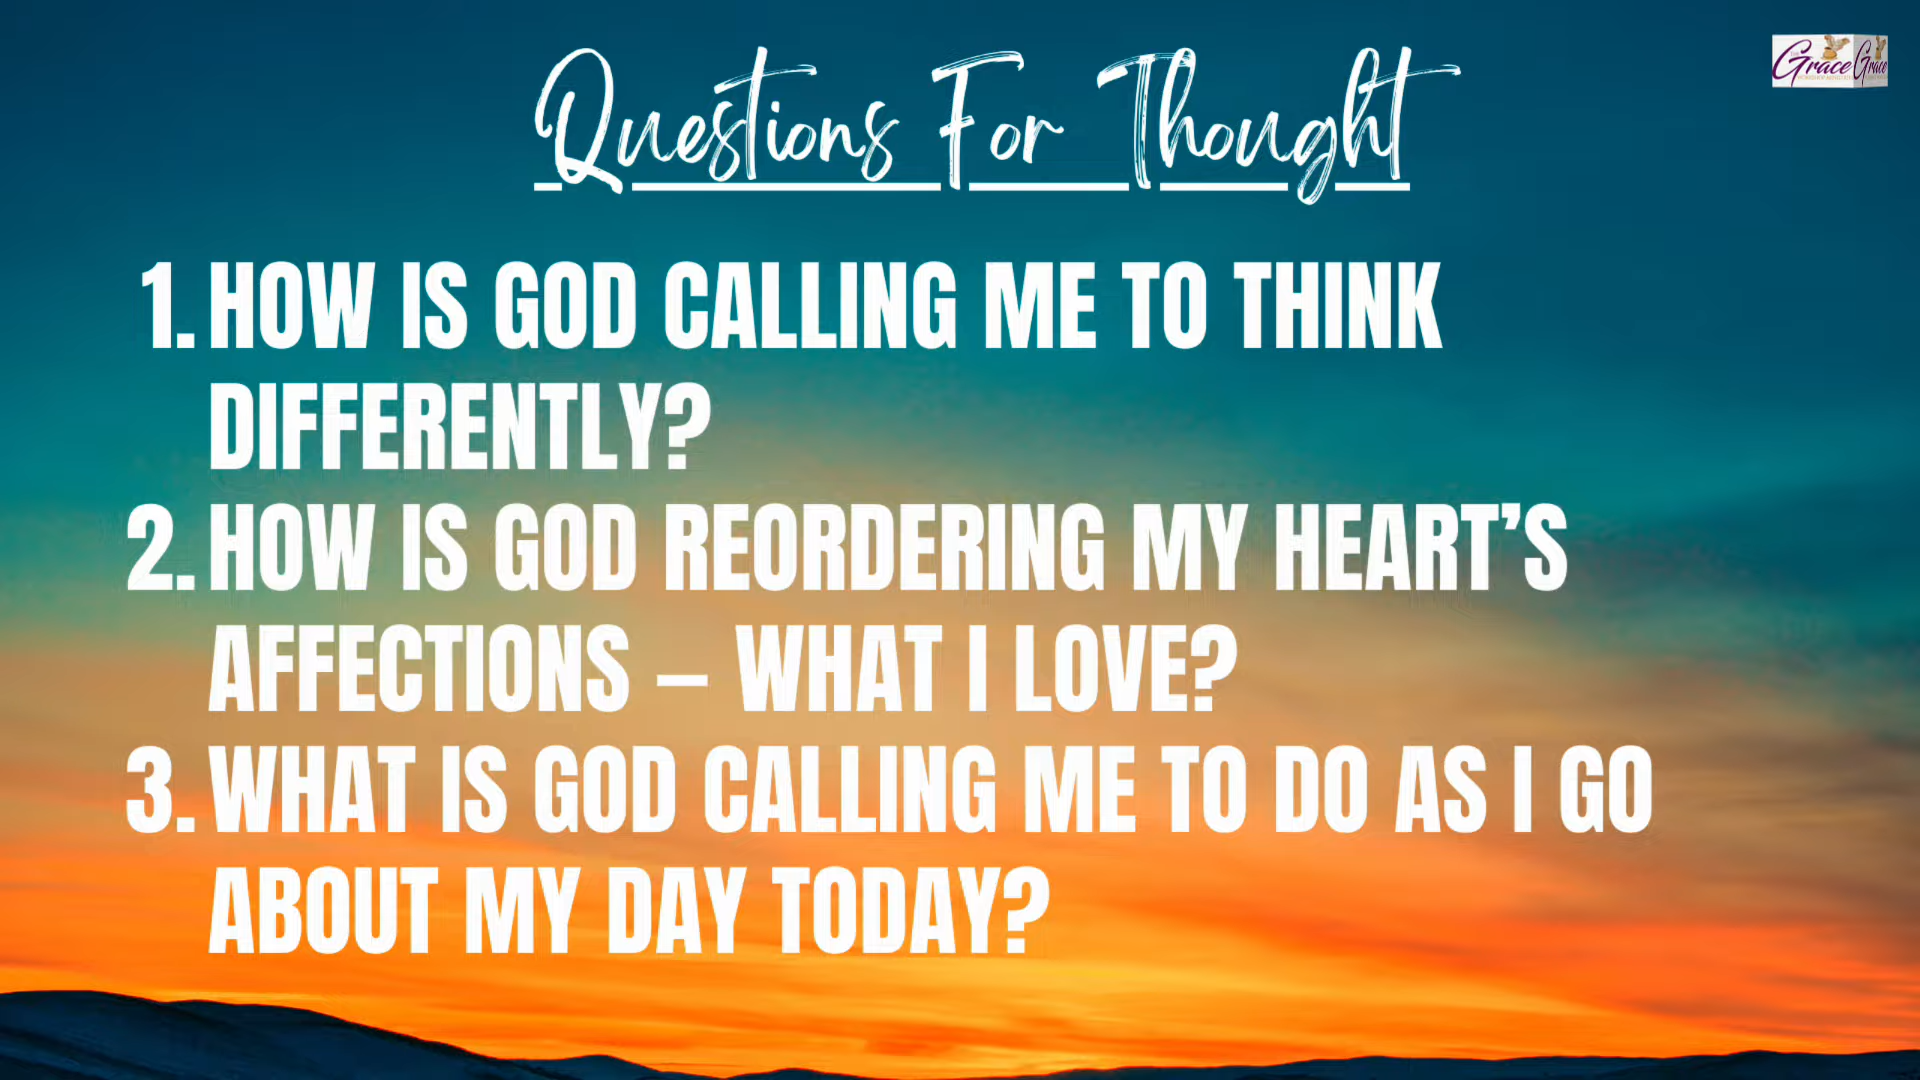 Questions For Thought
Grace Grace
1. HOW IS GOD CALLING ME TO THINK
DIFFERENTLY?
2. HOW IS GOD REORDERING MY HEART’S
AFFECTIONS – WHAT I LOVE?
3. WHAT IS GOD CALLING ME TO DO AS I GO
ABOUT MY DAY TODAY?